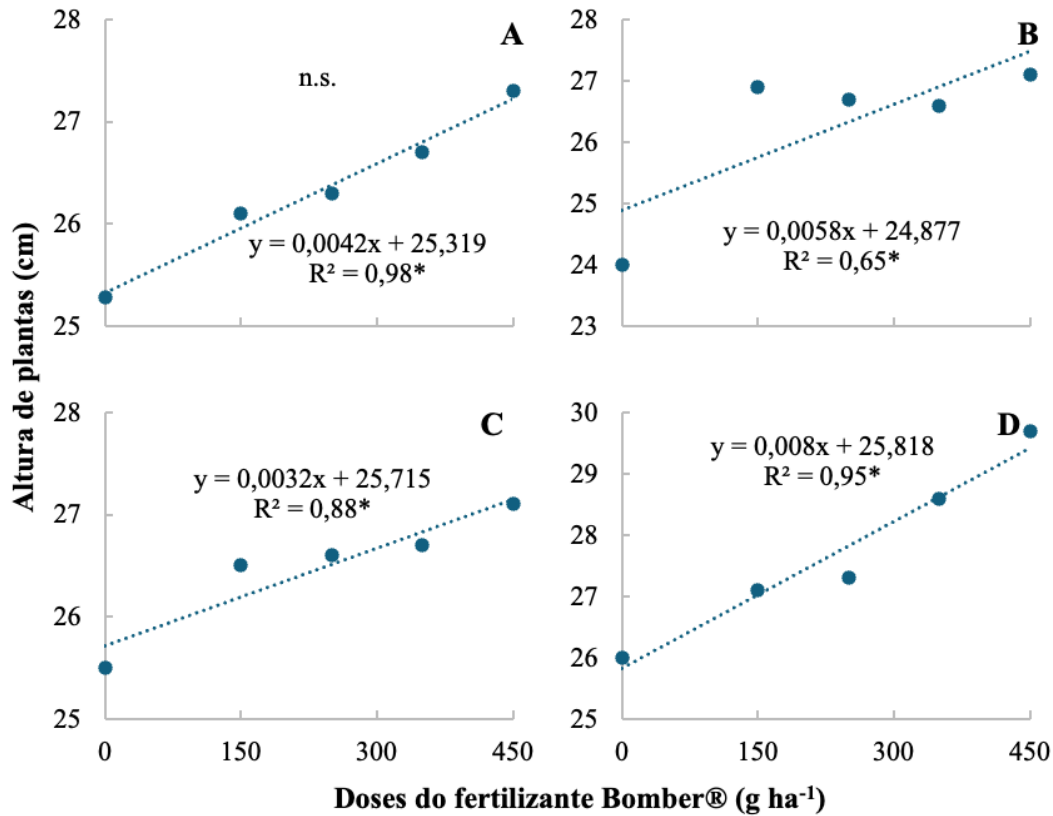 Altura de plantas (cm)
28
27
26
25
A
n.s.
y = 0,0042x + 25,319
R² = 0,98*
28
27
26
25
24
23
B
y = 0,0058x + 24,877
R² = 0,65*
28
27
26
25
C
y = 0,0032x + 25,715
R² = 0,88*
0 150 300 450
30
29
28
27
26
25
D
y = 0,008x + 25,818
R² = 0,95*
0 150 300 450
Doses do fertilizante Bomber® (g ha⁻¹)